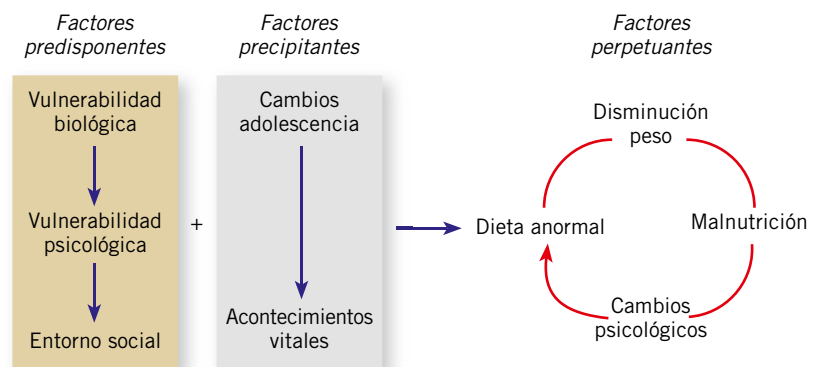 Factores
predisponentes
Factores
precipitantes
Factores
perpetuantes
Vulnerabilidad
biológica
Vulnerabilidad
psicológica
Entorno social
+
Cambios
adolescencia
Acontecimientos
vitales
Disminución
peso
Dieta anormal
Malnutrición
Cambios
psicológicos